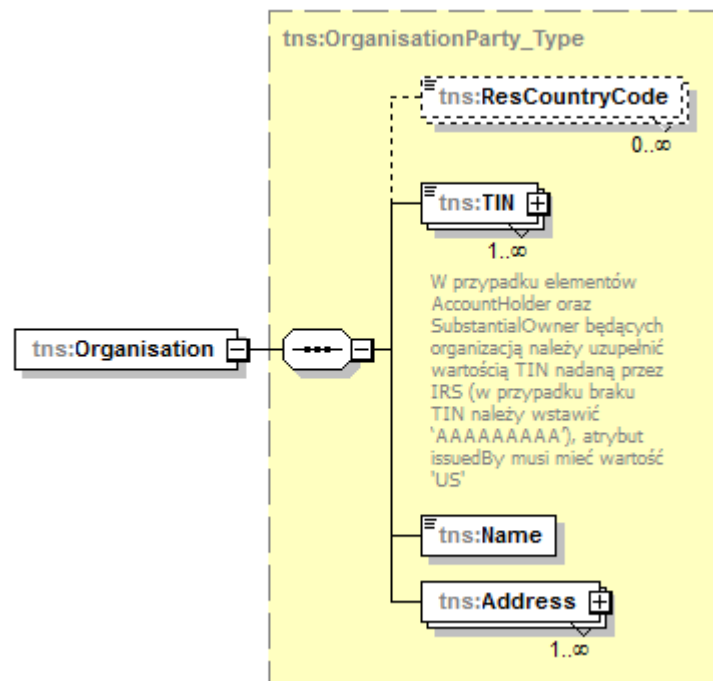 tns:OrganisationParty_Type
tns:ResCountryCode
0..∞
tns:TIN
1..∞
W przypadku elementów
AccountHolder oraz
SubstantialOwner będących
organizacją należy uzupełnić
wartością TIN nadaną przez
IRS (w przypadku braku
TIN należy wstawić
‘AAAAAAAAA’), atrybut
issuedBy musi mieć wartość
'US'
tns:Organisation
tns:Name
tns:Address
1..∞